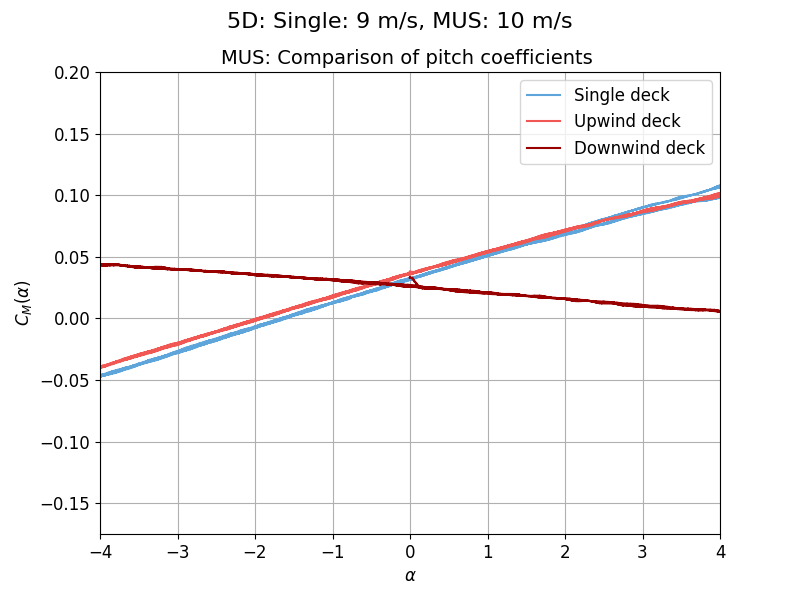 5D: Single: 9 m/s, MUS: 10 m/s
MUS: Comparison of pitch coefficients
Single deck
Upwind deck
Downwind deck
0.20
0.15
0.10
0.05
0.00
−0.05
−0.10
−0.15
C_M(α)
−4 −3 −2 −1 0 1 2 3 4
α